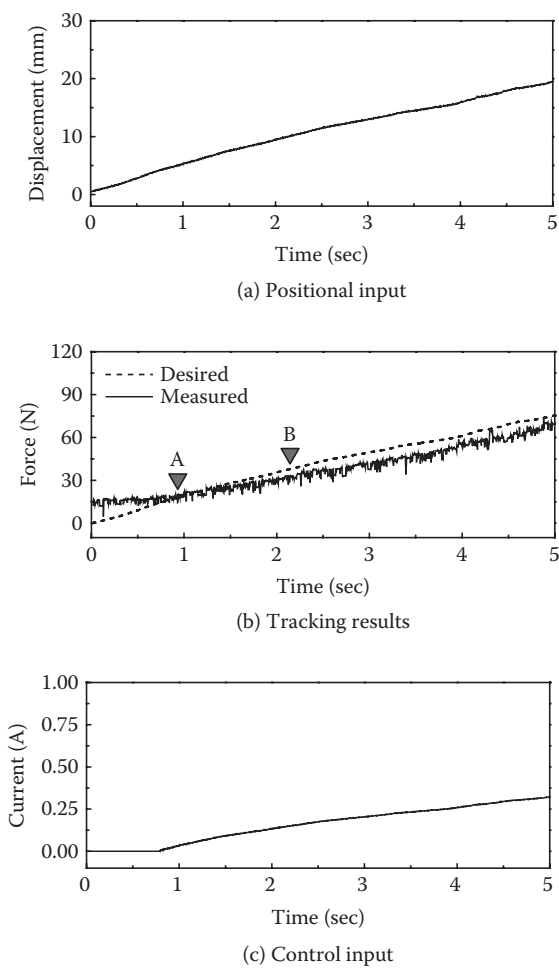 30
20
10
0
Displacement (mm)
0 1 2 3 4 5
Time (sec)
(a) Positional input
120
90
60
30
0
Force (N)
Desired
Measured
A
B
0 1 2 3 4 5
Time (sec)
(b) Tracking results
1.00
0.75
0.50
0.25
0.00
Current (A)
0 1 2 3 4 5
Time (sec)
(c) Control input